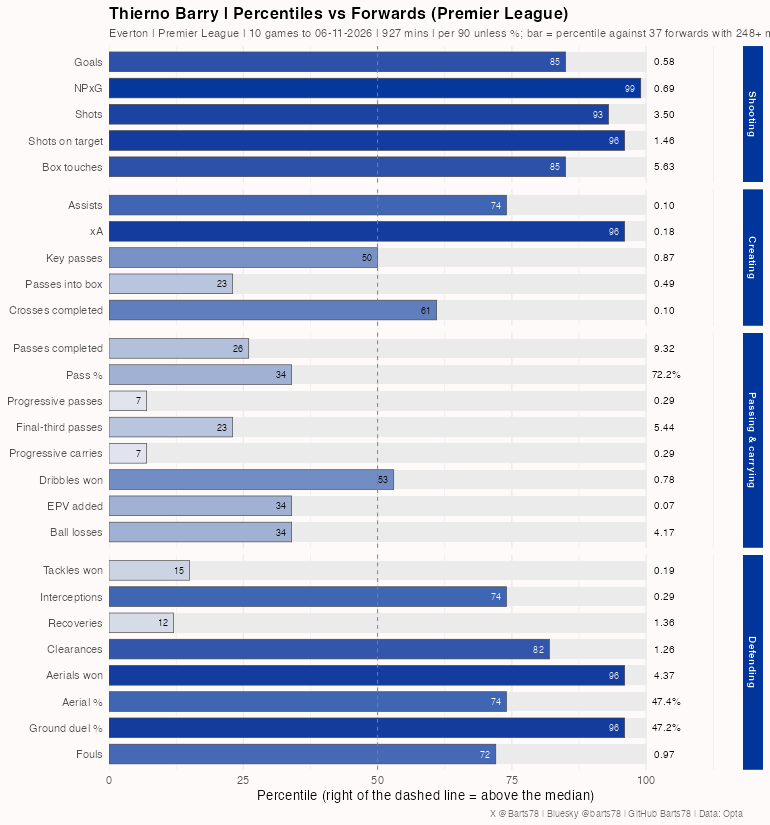 Thierno Barry | Percentiles vs Forwards (Premier League)
Everton | Premier League | 10 games to 06-11-2026 | 927 mins | per 90 unless %; bar = percentile against 37 forwards with 248+
Goals 85 0.58
NPxG 99 0.69
Shots 93 3.50
Shots on target 96 1.46
Box touches 85 5.63
Shooting
Assists 74 0.10
xA 96 0.18
Key passes 50 0.87
Passes into box 23 0.49
Crosses completed 61 0.10
Creating
Passes completed 26 9.32
Pass % 34 72.2%
Progressive passes 7 0.29
Final-third passes 23 5.44
Progressive carries 7 0.29
Dribbles won 53 0.78
EPV added 34 0.07
Ball losses 34 4.17
Passing & carrying
Tackles won 15 0.19
Interceptions 74 0.29
Recoveries 12 1.36
Clearances 82 1.26
Aerials won 96 4.37
Aerial % 74 47.4%
Ground duel % 96 47.2%
Fouls 72 0.97
Defending
0 25 50 75 100
Percentile (right of the dashed line = above the median)
X @Barts78 | Bluesky @barts78 | GitHub Barts78 | Data: Opta